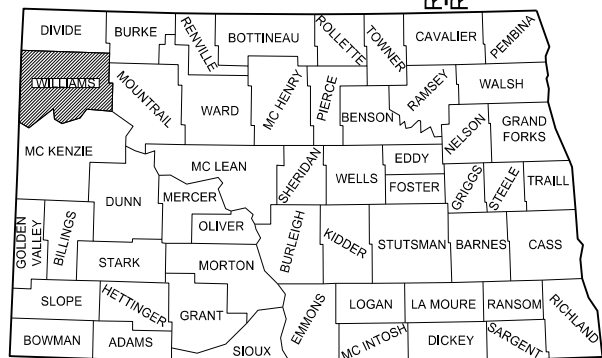 DIVIDE
BURKE
RENVILLE
BOTTINEAU
ROLLETTE
TOWNER
CAVALIER
PEMBINA
WILLIAMS
MOUNTRAIL
WARD
MC HENRY
PIERCE
BENSON
RAMSEY
WALSH
NELSON
GRAND
FORKS
MC KENZIE
MC LEAN
SHERIDAN
WELLS
EDDY
FOSTER
GRIGGS
STEELE
TRAILL
DUNN
MERCER
OLIVER
GOLDEN
VALLEY
BILLINGS
STARK
MORTON
BURLEIGH
KIDDER
STUTSMAN
BARNES
CASS
SLOPE
HETTINGER
GRANT
EMMONS
LOGAN
LA MOURE
RANSOM
RICHLAND
BOWMAN
ADAMS
SIOUX
MC INTOSH
DICKEY
SARGENT